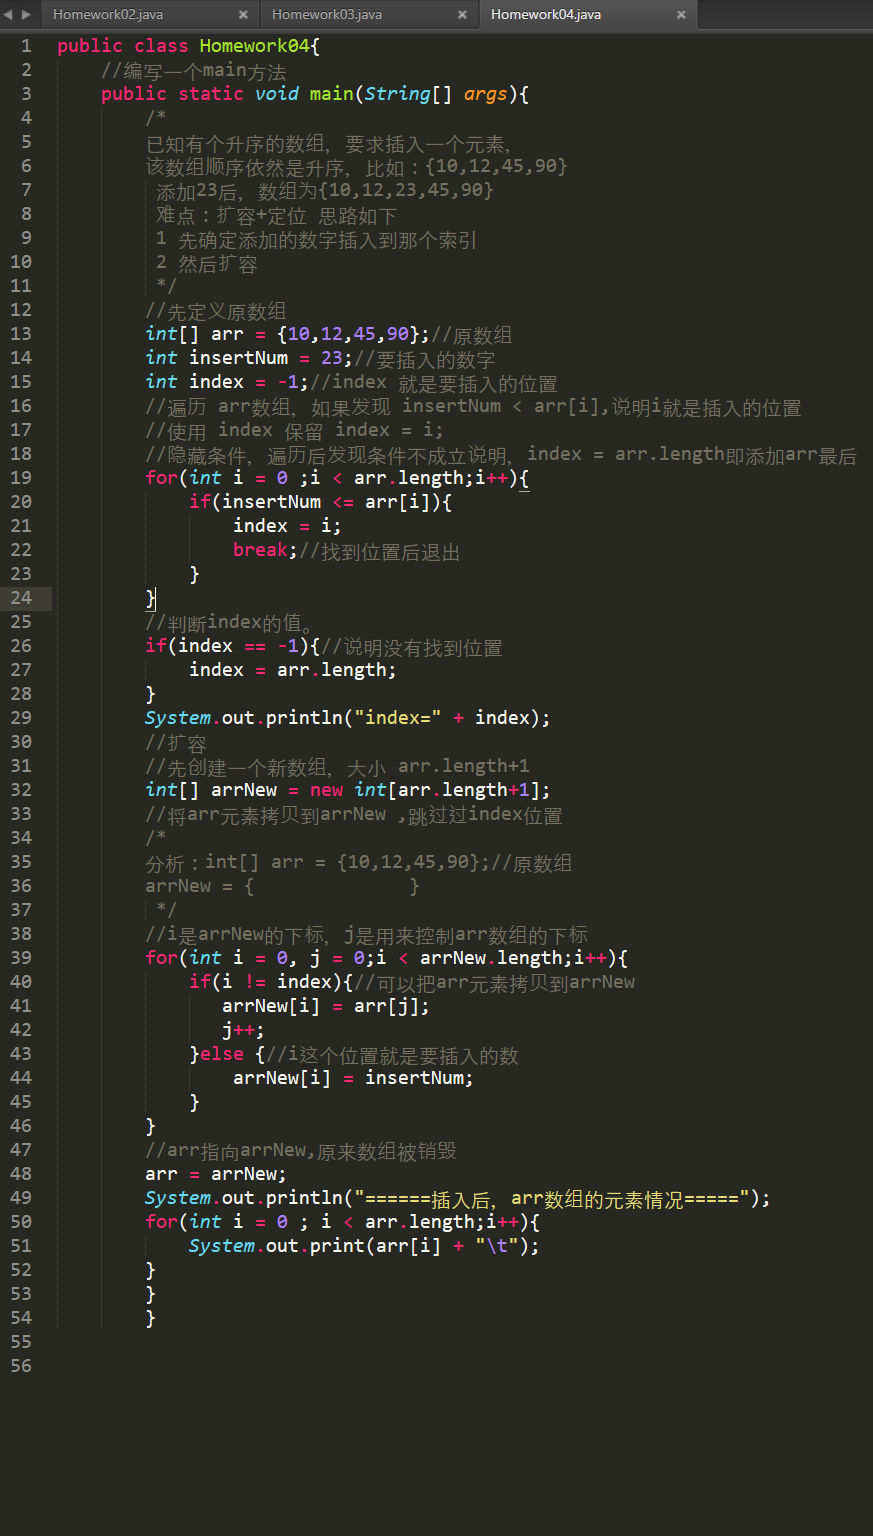 Homework02.java × Homework03.java × Homework04.java ×
1 public class Homework04{
2 //编写一个main方法
3 public static void main(String[] args){
4 /*
5 已知有个升序的数组，要求插入一个元素，
6 该数组顺序依然是升序，比如：{10,12,45,90}
7 添加23后，数组为{10,12,23,45,90}
8 难点：扩容+定位 思路如下
9 1 先确定添加的数字插入到那个索引
10 2 然后扩容
11 */
12 //先定义原数组
13 int[] arr = {10,12,45,90};//原数组
14 int insertNum = 23;//要插入的数字
15 int index = -1;//index 就是要插入的位置
16 //遍历 arr数组，如果发现 insertNum < arr[i],说明i就是插入的位置
17 //使用 index 保留 index = i;
18 //隐藏条件，遍历后发现条件不成立说明，index = arr.length即添加arr最后
19 for(int i = 0 ;i < arr.length;i++){
20 if(insertNum <= arr[i]){
21 index = i;
22 break;//找到位置后退出
23 }
24 }
25 //判断index的值。
26 if(index == -1){//说明没有找到位置
27 index = arr.length;
28 }
29 System.out.println("index=" + index);
30 //扩容
31 //先创建一个新数组，大小 arr.length+1
32 int[] arrNew = new int[arr.length+1];
33 //将arr元素拷贝到arrNew ,跳过过index位置
34 /*
35 分析：int[] arr = {10,12,45,90};//原数组
36 arrNew = { }
37 */
38 //i是arrNew的下标，j是用来控制arr数组的下标
39 for(int i = 0, j = 0;i < arrNew.length;i++){
40 if(i != index){//可以把arr元素拷贝到arrNew
41 arrNew[i] = arr[j];
42 j++;
43 }else {//i这个位置就是要插入的数
44 arrNew[i] = insertNum;
45 }
46 }
47 //arr指向arrNew,原来数组被销毁
48 arr = arrNew;
49 System.out.println("======插入后，arr数组的元素情况=====");
50 for(int i = 0 ; i < arr.length;i++){
51 System.out.print(arr[i] + "\t");
52 }
53 }
54 }
55
56